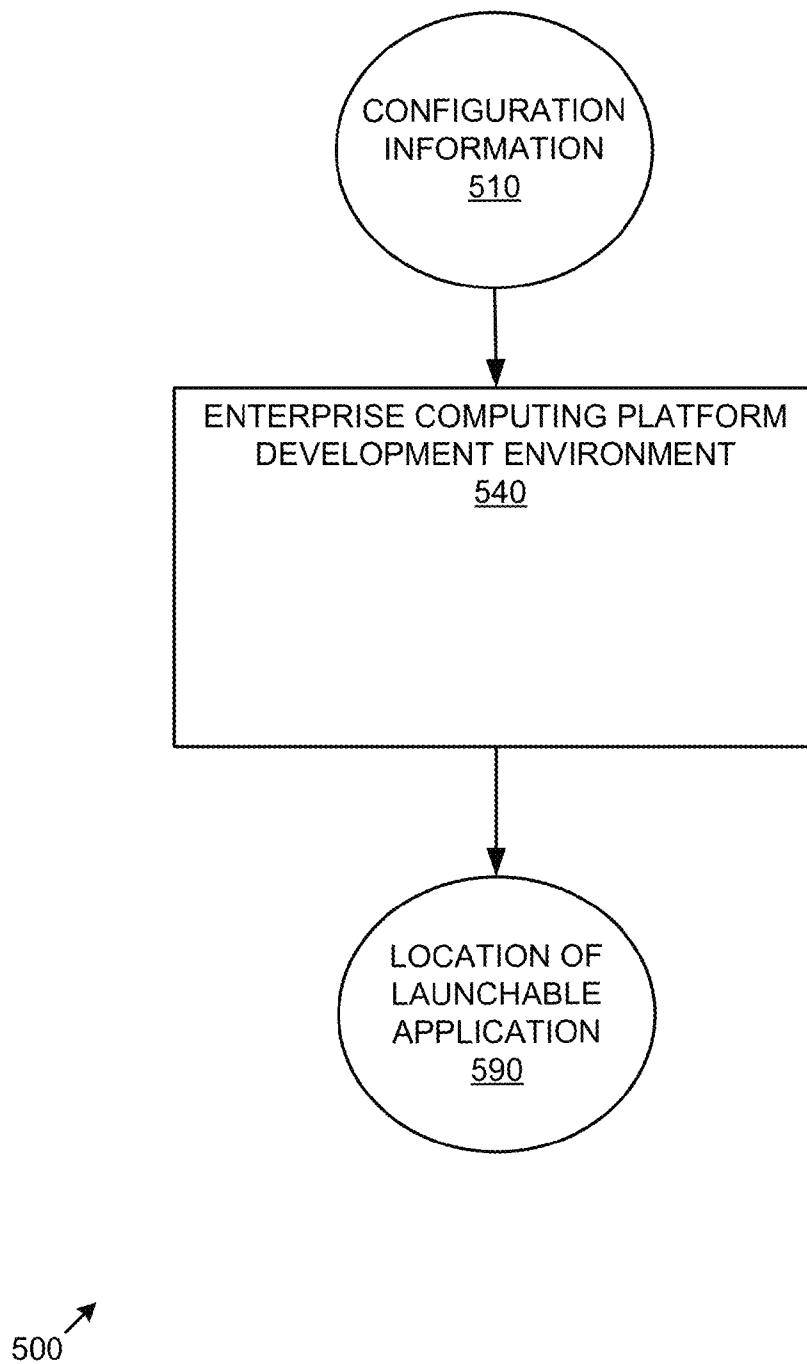 CONFIGURATION
INFORMATION
510
ENTERPRISE COMPUTING PLATFORM
DEVELOPMENT ENVIRONMENT
540
LOCATION OF
LAUNCHABLE
APPLICATION
590
500